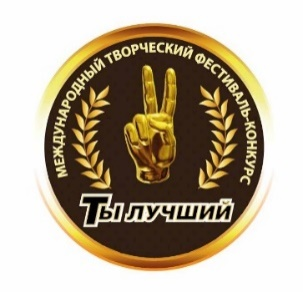 МЕЖДУНАРОДНЫЙ ТВОРЧЕСКИЙ ФЕСТИВАЛЬ-КОНКУРС
ТЫ ЛУЧШИЙ